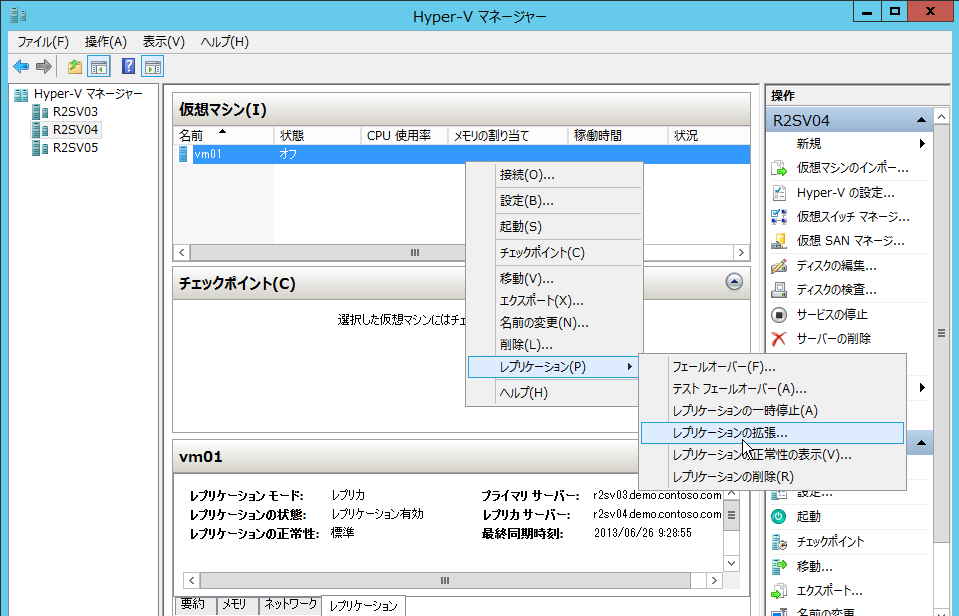 Hyper-V マネージャー
ファイル(F) 操作(A) 表示(V) ヘルプ(H)
Hyper-V マネージャー
R2SV03
R2SV04
R2SV05
仮想マシン(I)
名前 状態 CPU 使用率 メモリの割り当て 稼働時間 状況
vm01 オフ
接続(O)...
設定(B)...
起動(S)
チェックポイント(C)
移動(V)...
エクスポート(X)...
名前の変更(N)...
削除(L)...
レプリケーション(P)
ヘルプ(H)
フェールオーバー(F)...
テスト フェールオーバー(A)...
レプリケーションの一時停止(A)
レプリケーションの拡張...
レプリケーションの正常性の表示(V)...
レプリケーションの削除(R)
チェックポイント(C)
選択した仮想マシンにはチェ
vm01
レプリケーション モード: レプリカ プライマリ サーバー: r2sv03.demo.contoso.com
レプリケーションの状態: レプリケーション有効 レプリカ サーバー: r2sv04.demo.contoso.com
レプリケーションの正常性: 標準 最終同期時刻: 2013/06/26 9:28:55
要約 メモリ ネットワーク レプリケーション
操作
R2SV04
新規
仮想マシンのインポー...
Hyper-V の設定...
仮想スイッチ マネージ...
仮想 SAN マネージ...
ディスクの編集...
ディスクの検査...
サービスの停止
サーバーの削除
設定...
起動
チェックポイント
移動...
エクスポート...
名前の変更